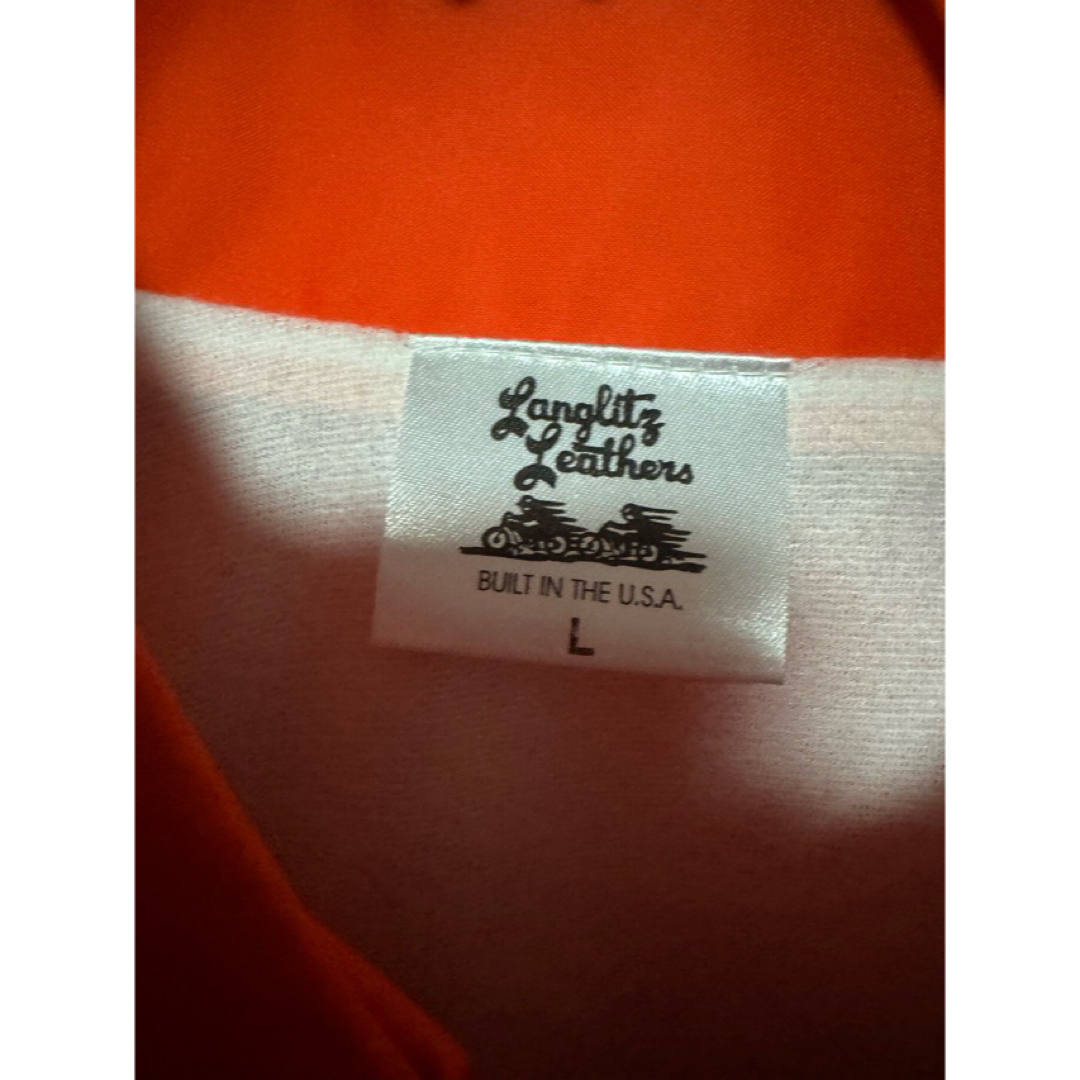 Langlitz
Leathers
BUILT IN THE U.S.A.
L